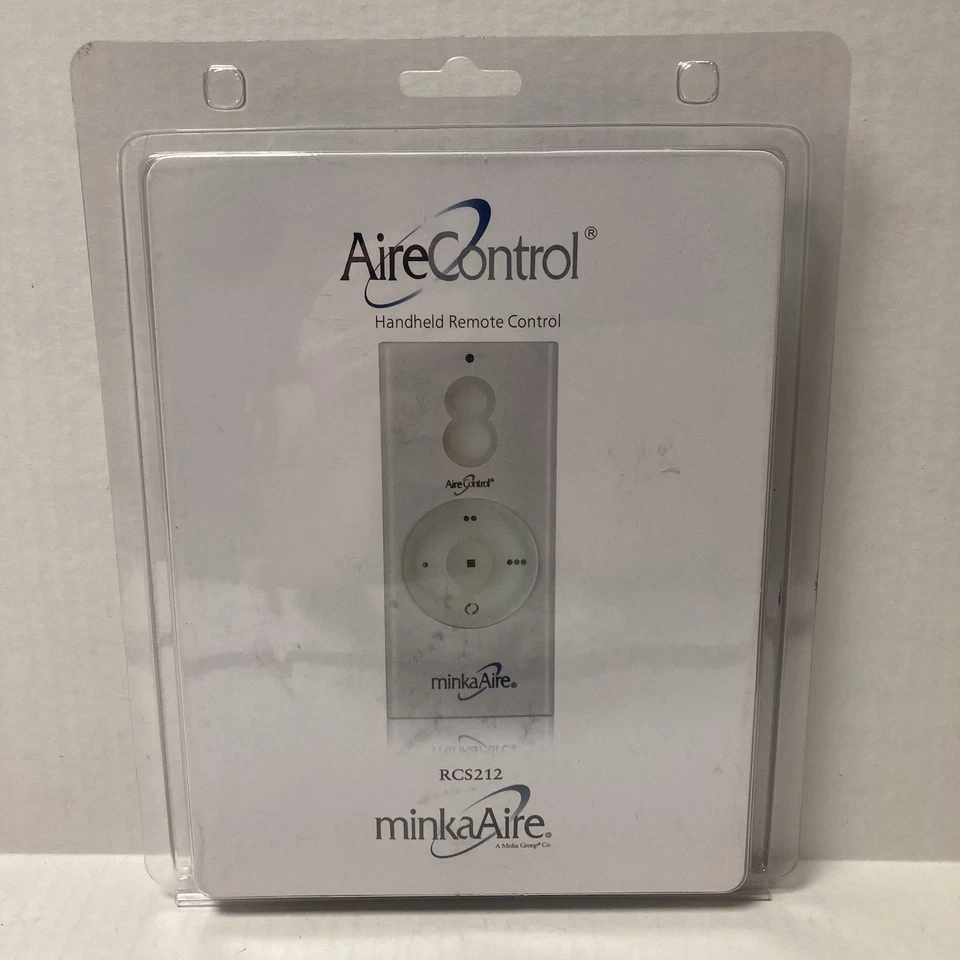 AireControl®
Handheld Remote Control
AireControl®
minkaAire®
RCS212
minkaAire®
A Minka Group® Co.